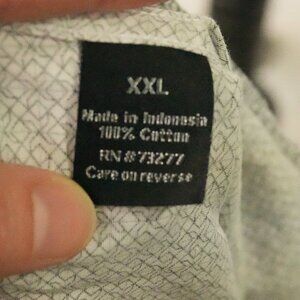 XXL
Made in Indonesia
100% Cotton
RN#73277
Care on reverse